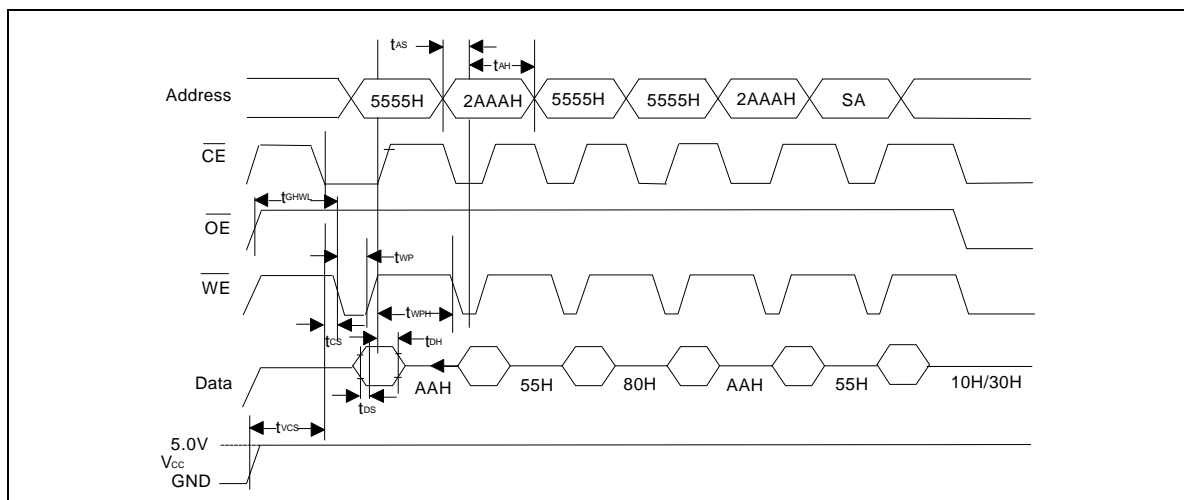 tAS
tAH
Address 5555H 2AAAH 5555H 5555H 2AAAH SA
CE
tGHWL
OE
tWP
WE
tWPH
tCS tDH
Data AAH 55H 80H AAH 55H 10H/30H
tDS
tVCS
5.0V
VCC
GND